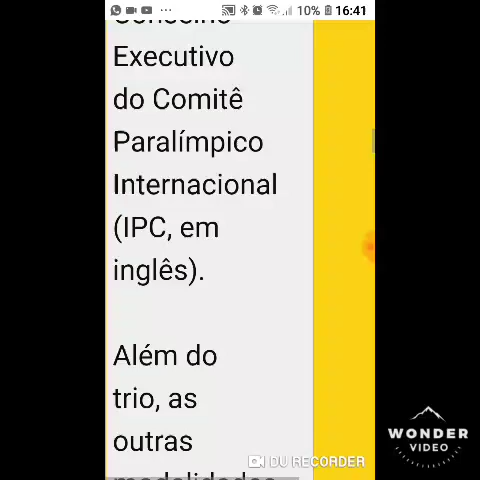 10% 16:41
Executivo
do Comitê
Paralímpico
Internacional
(IPC, em
inglês).
Além do
trio, as
outras
DU RECORDER
WONDER
VIDEO